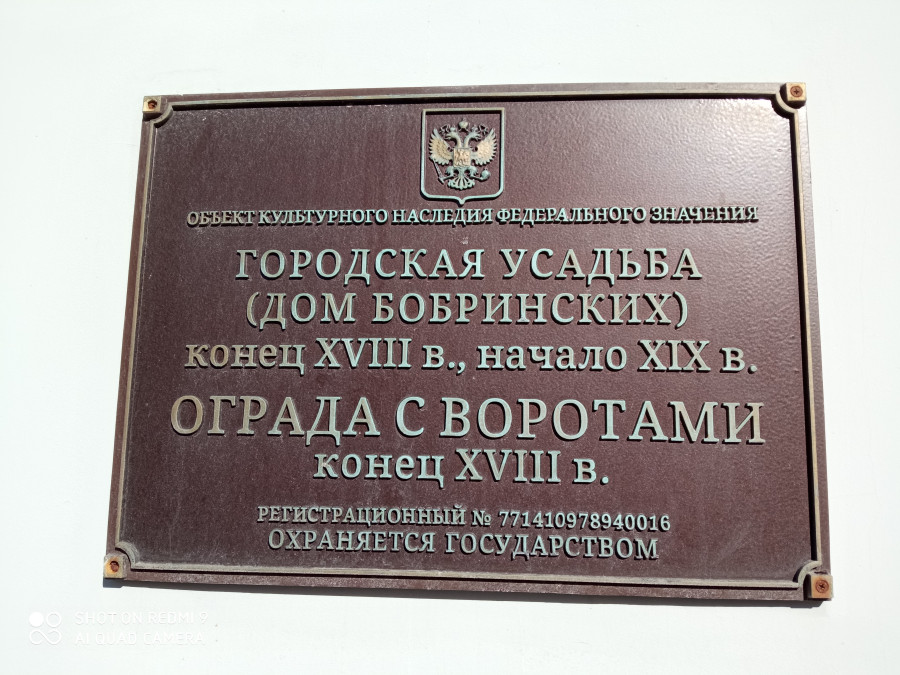 ОБЪЕКТ КУЛЬТУРНОГО НАСЛЕДИЯ ФЕДЕРАЛЬНОГО ЗНАЧЕНИЯ
ГОРОДСКАЯ УСАДЬБА
(ДОМ БОБРИНСКИХ)
конец XVIII в., начало XIX в.
ОГРАДА С ВОРОТАМИ
конец XVIII в.
РЕГИСТРАЦИОННЫЙ № 771410978940016
ОХРАНЯЕТСЯ ГОСУДАРСТВОМ
SHOT ON REDMI 9
AI QUAD CAMERA